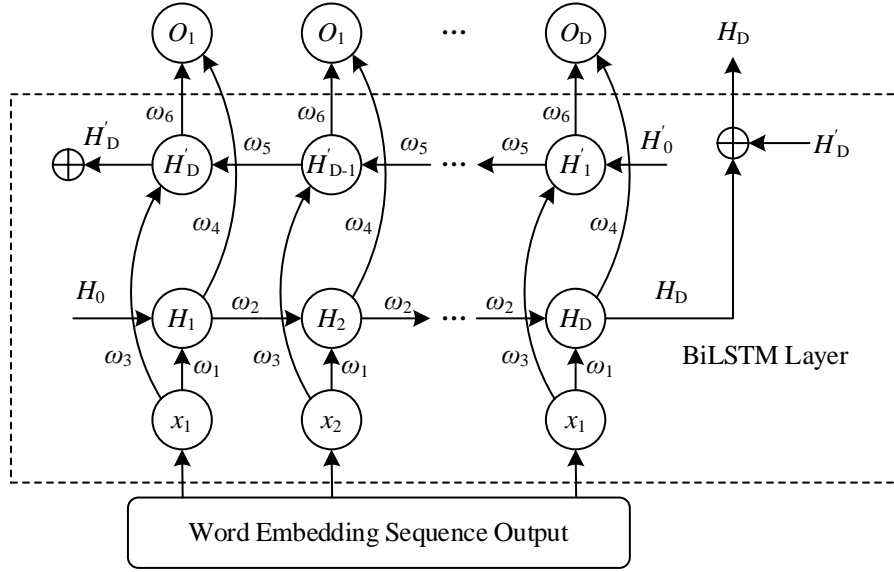 O1 O1 ... OD HD
ω6 ω6 ω6
H'D H'D ω5 H'D-1 ω5 ... ω5 H'1 H'0 H'D
ω4 ω4 ω4
H0 H1 ω2 H2 ω2 ... ω2 HD HD
ω3 ω1 ω3 ω1 ω3 ω1 BiLSTM Layer
x1 x2 x1
Word Embedding Sequence Output